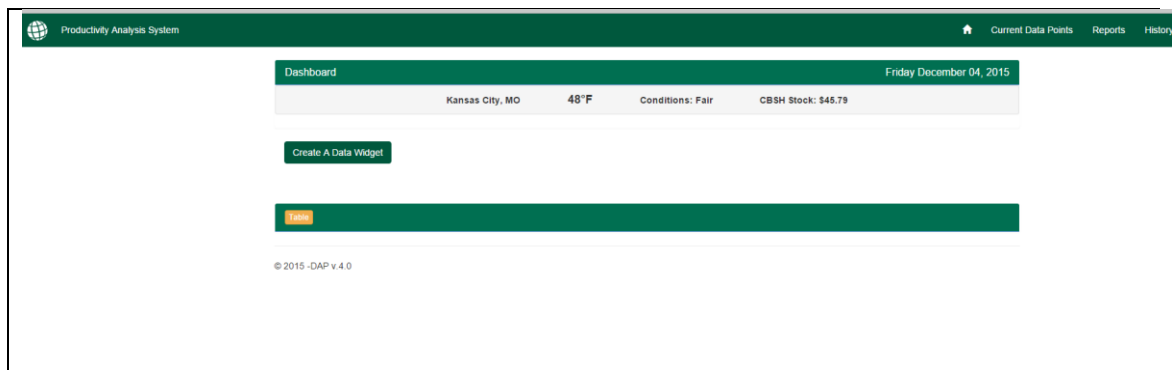 Productivity Analysis System Current Data Points Reports History
Dashboard Friday December 04, 2015
Kansas City, MO 48°F Conditions: Fair CBSH Stock: $45.79
Create A Data Widget
Table
© 2015 -DAP v.4.0